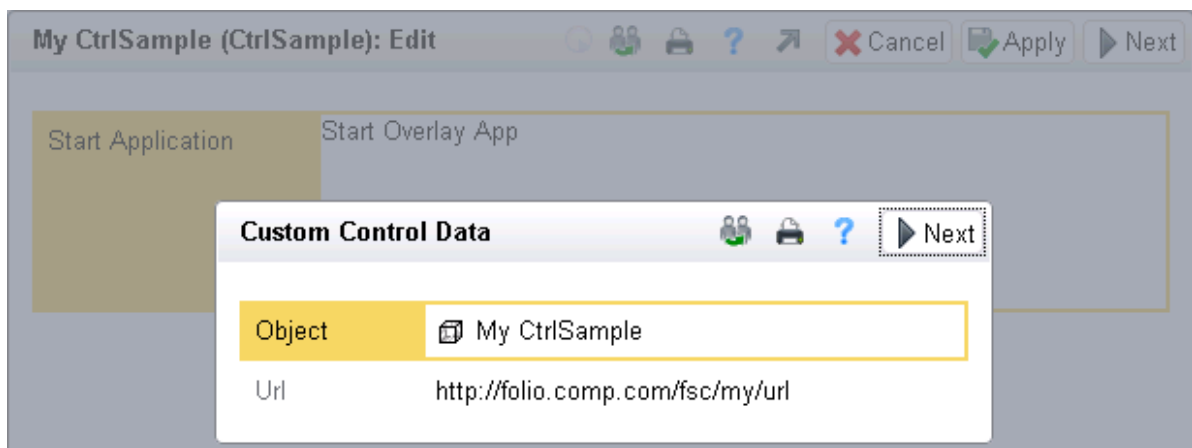 My CtrlSample (CtrlSample): Edit ? Cancel Apply Next
Start Application Start Overlay App
Custom Control Data ? Next
Object My CtrlSample
Url http://folio.comp.com/fsc/my/url